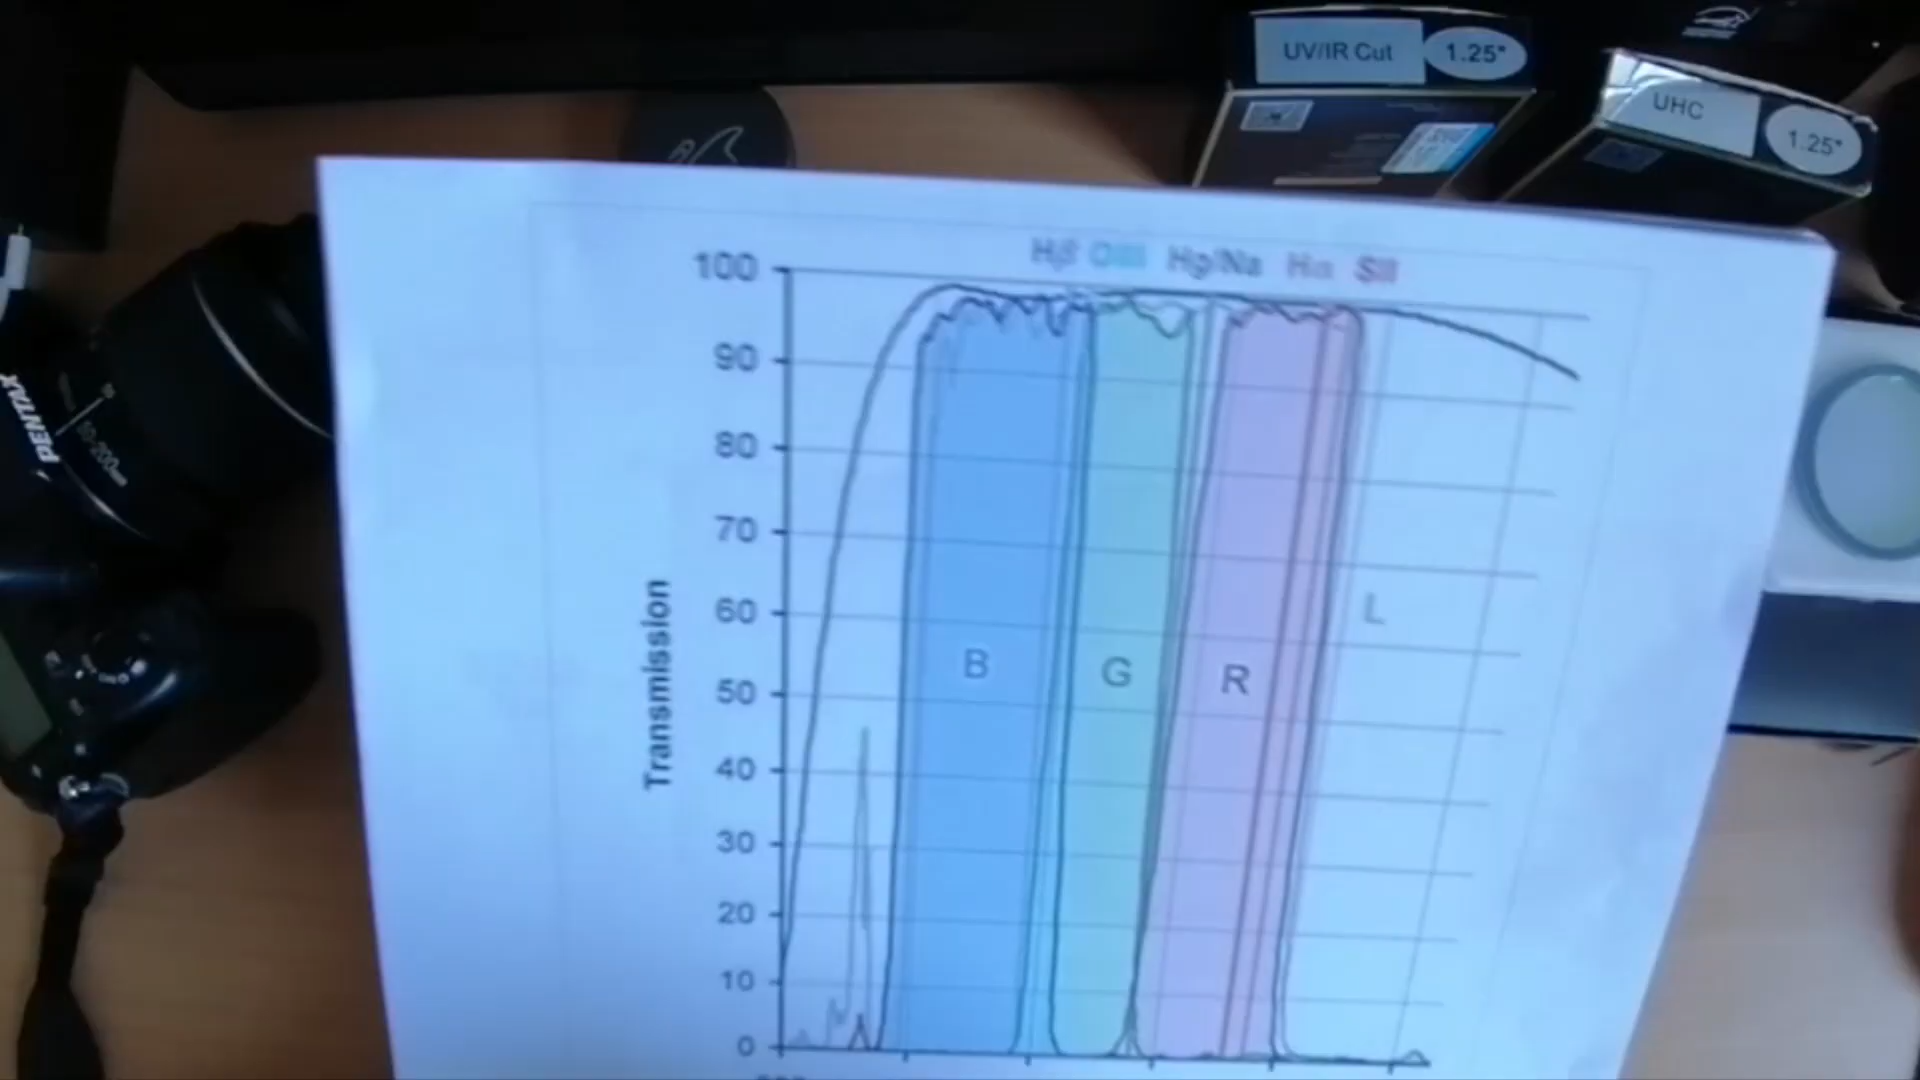 UV/IR Cut 1.25"
UHC 1.25"
PENTAX
Hβ OIII Hg/Na Hα SII
100
90
80
70
60
50
40
30
20
10
0
Transmission
B
G
R
L